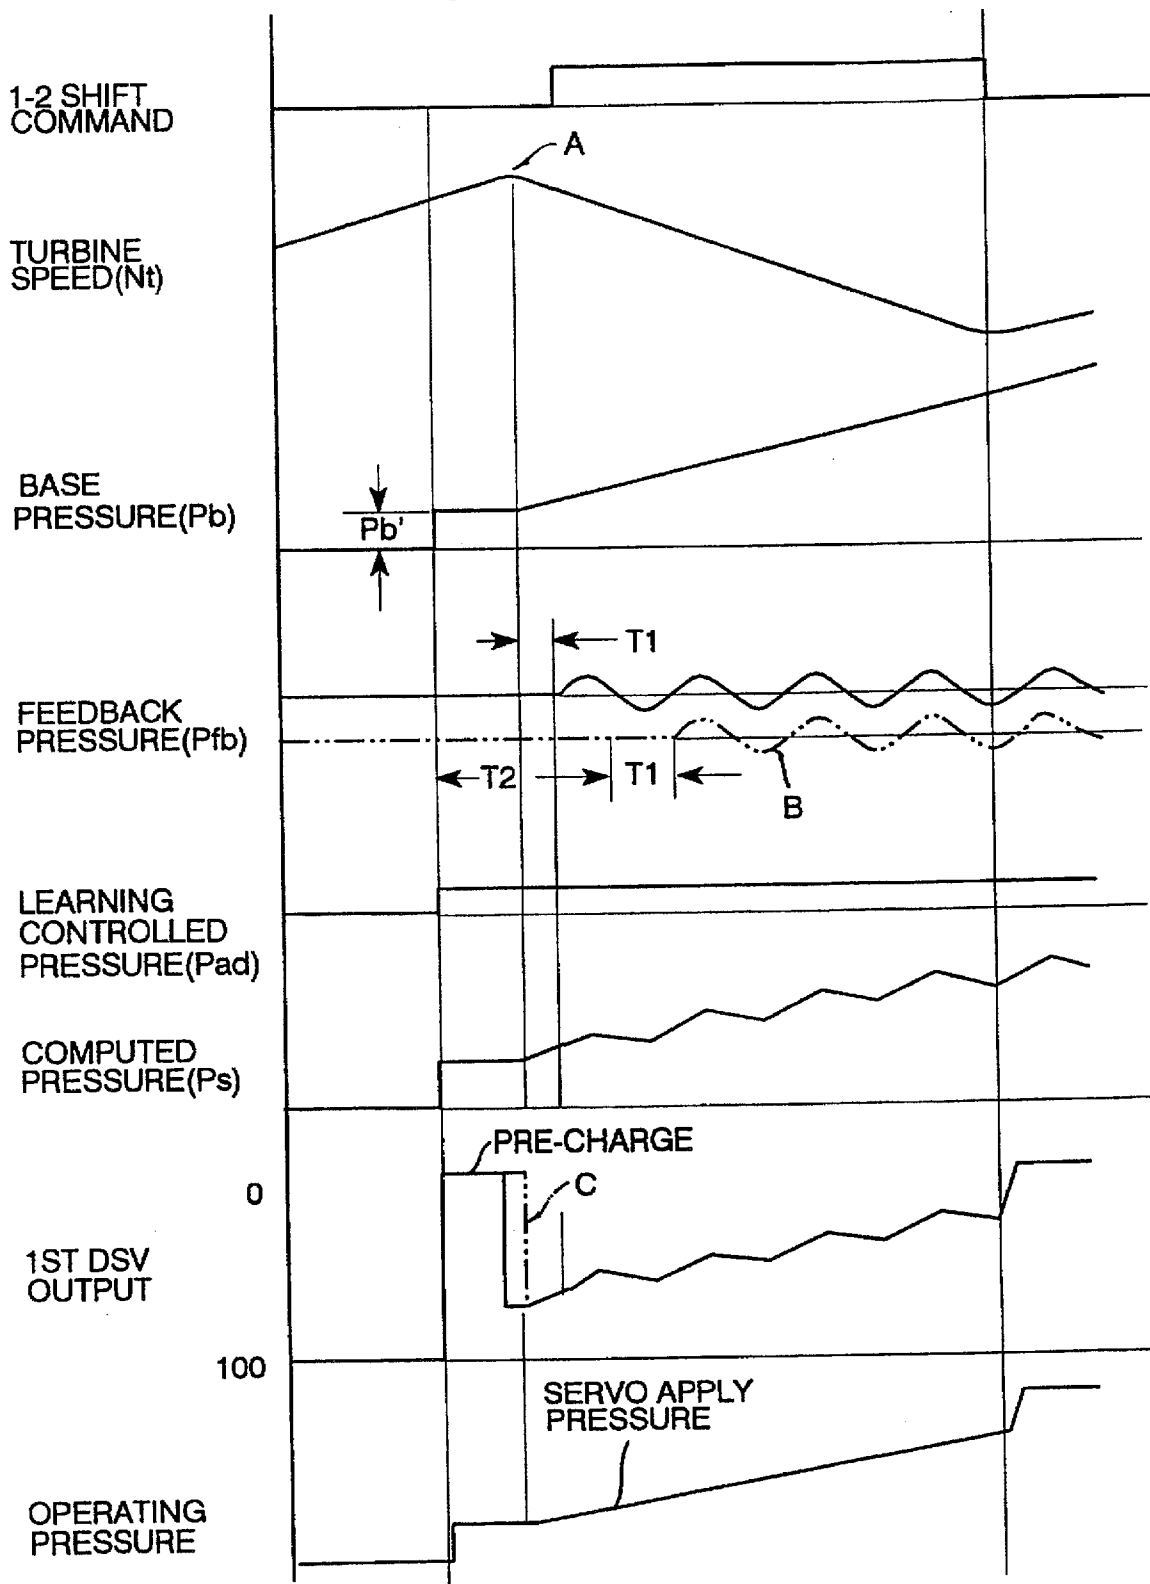 1-2 SHIFT
COMMAND
A
TURBINE
SPEED(Nt)
BASE
PRESSURE(Pb)
Pb'
T1
FEEDBACK
PRESSURE(Pfb)
T2
T1
B
LEARNING
CONTROLLED
PRESSURE(Pad)
COMPUTED
PRESSURE(Ps)
PRE-CHARGE
0
C
1ST DSV
OUTPUT
100
SERVO APPLY
PRESSURE
OPERATING
PRESSURE